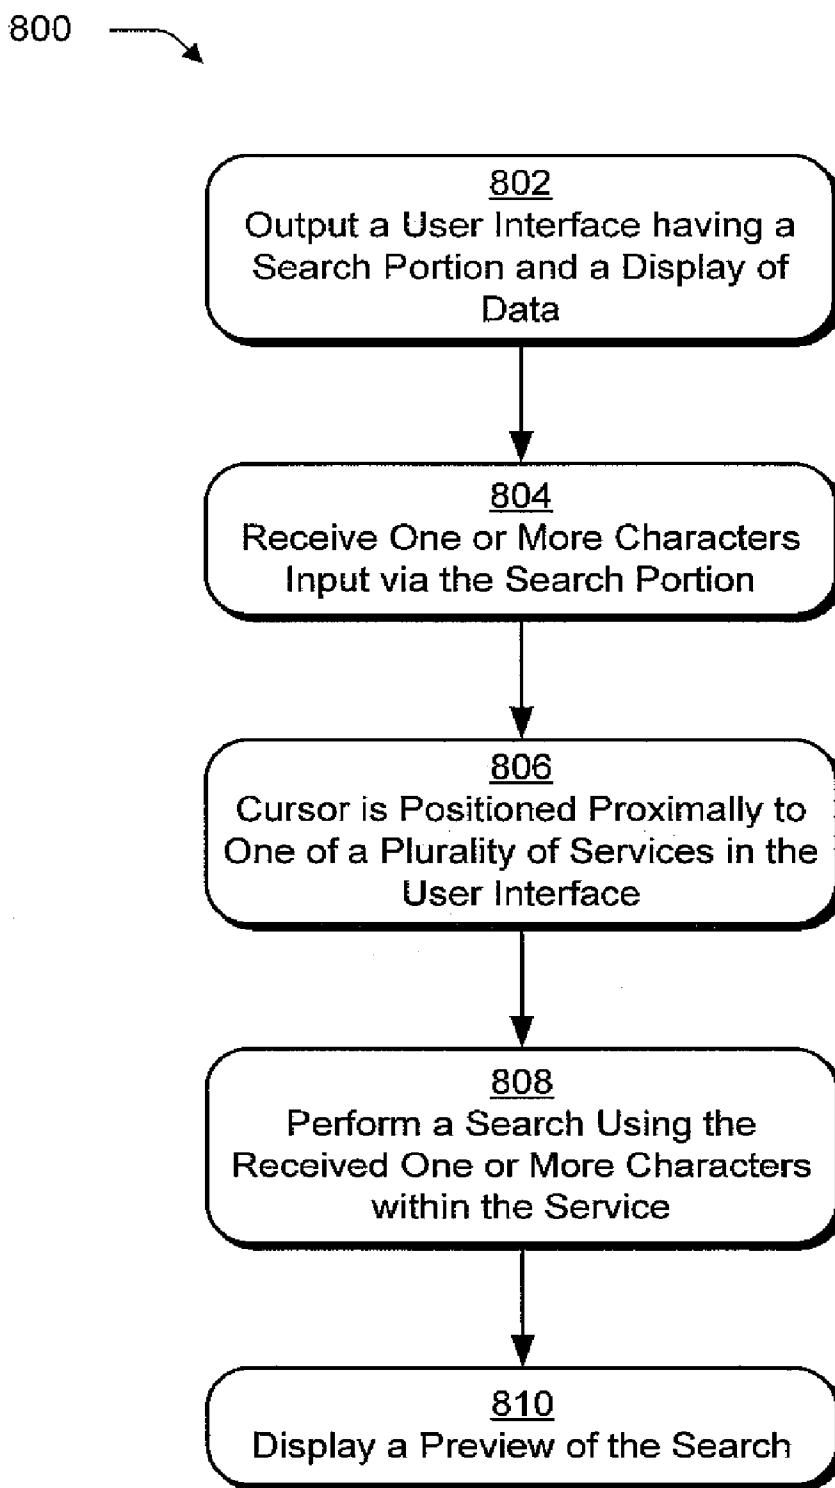 800
802
Output a User Interface having a
Search Portion and a Display of
Data
804
Receive One or More Characters
Input via the Search Portion
806
Cursor is Positioned Proximally to
One of a Plurality of Services in the
User Interface
808
Perform a Search Using the
Received One or More Characters
within the Service
810
Display a Preview of the Search